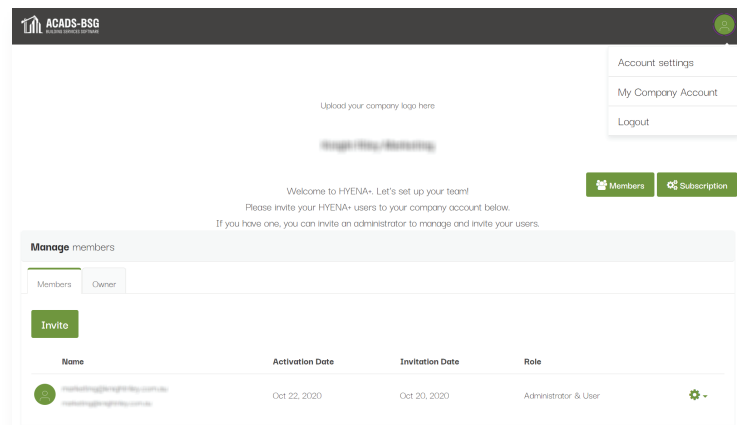 ACADS-BSG
BUILDING SERVICES SOFTWARE
Account settings
My Company Account
Logout
Upload your company logo here
Members
Subscription
Welcome to HYENA+. Let's set up your team!
Please invite your HYENA+ users to your company account below.
If you have one, you can invite an administrator to manage and invite your users.
Manage members
Members Owner
Invite
Name Activation Date Invitation Date Role
Oct 22, 2020 Oct 20, 2020 Administrator & User